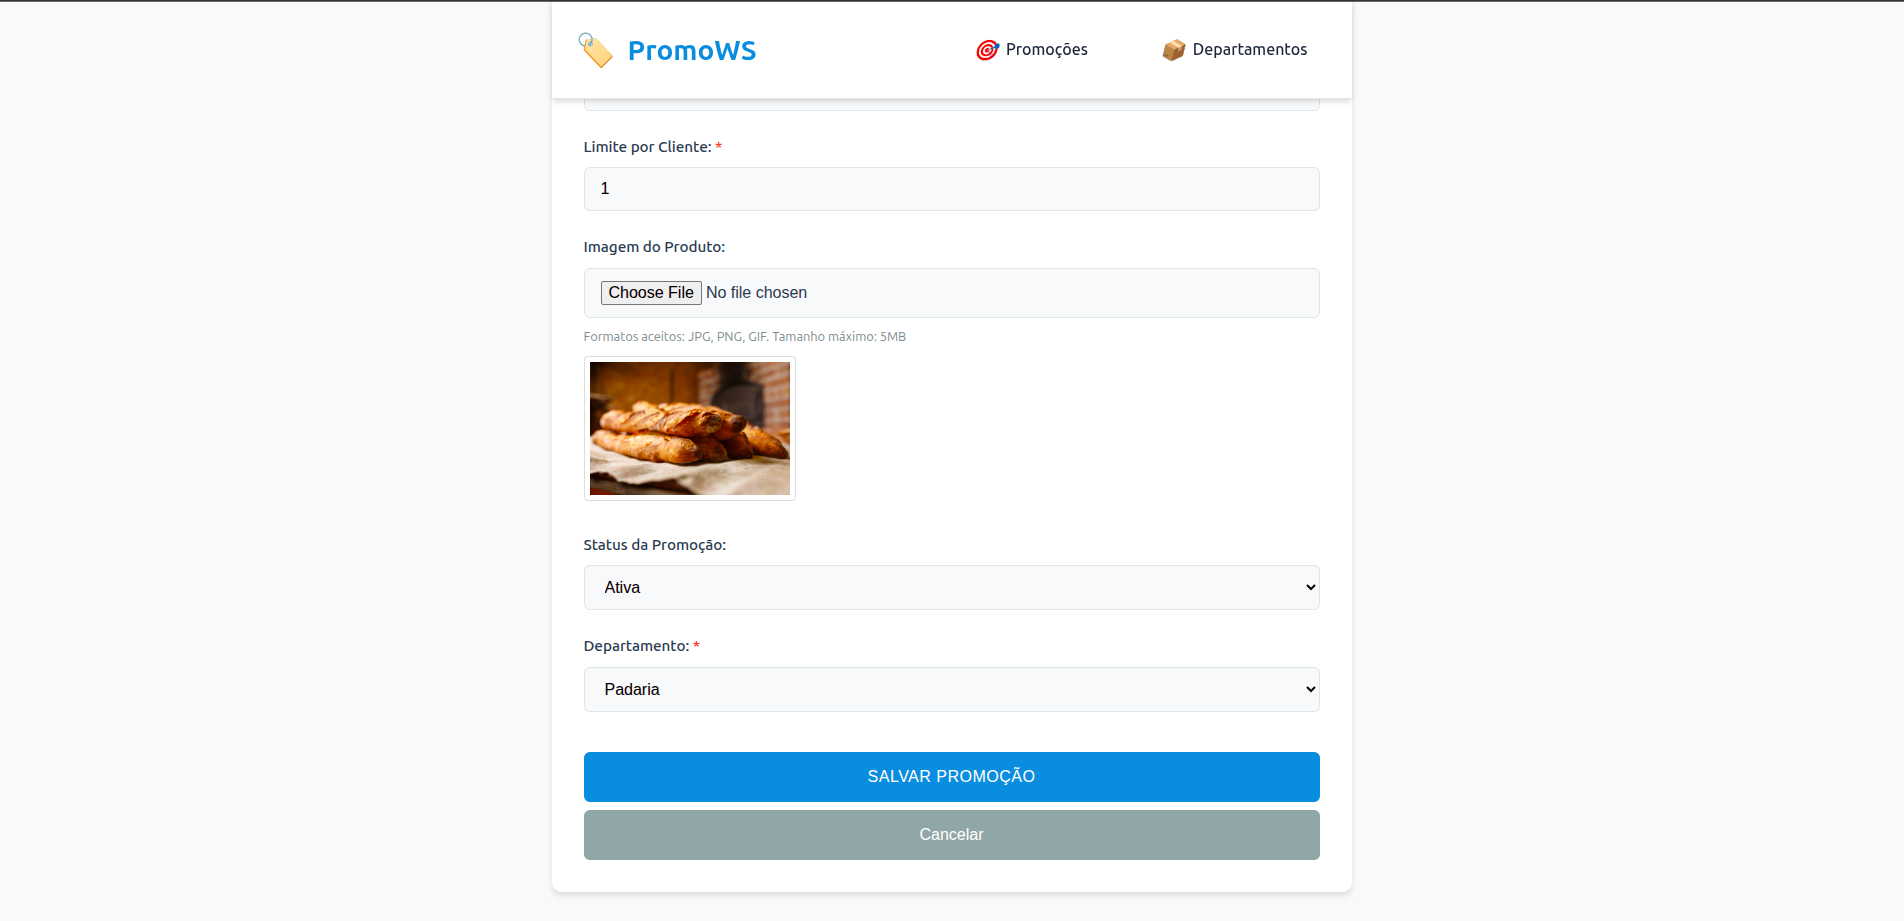 PromoWS
Promoções
Departamentos
Limite por Cliente: *
1
Imagem do Produto:
Choose File No file chosen
Formatos aceitos: JPG, PNG, GIF. Tamanho máximo: 5MB
Status da Promoção:
Ativa
Departamento: *
Padaria
SALVAR PROMOÇÃO
Cancelar